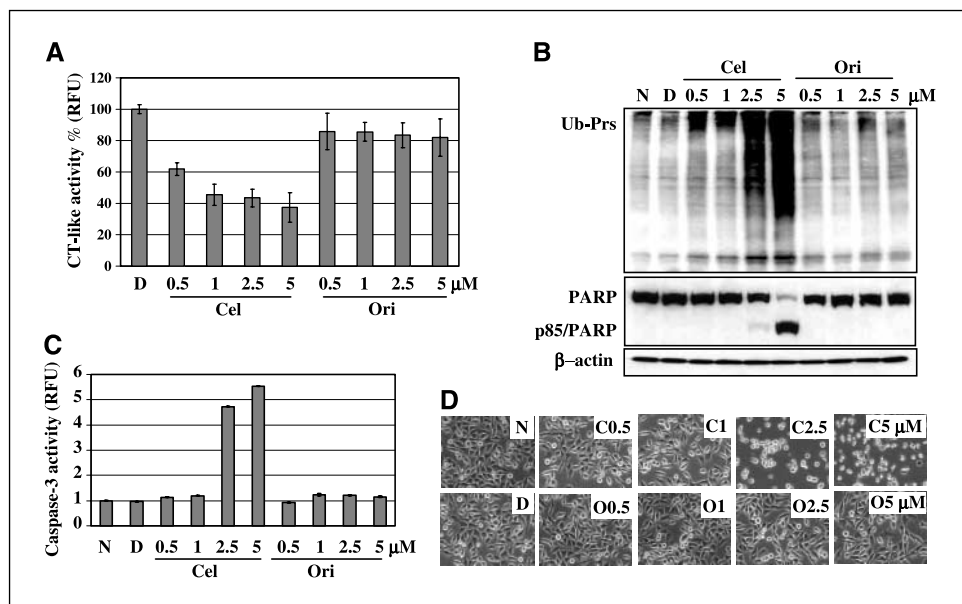 A
CT-like activity % (RFU)
120
100
80
60
40
20
0
D 0.5 1 2.5 5 0.5 1 2.5 5 μM
Cel Ori
B
Cel Ori
N D 0.5 1 2.5 5 0.5 1 2.5 5 μM
Ub-Prs
PARP
p85/PARP
β–actin
C
Caspase-3 activity (RFU)
6
5
4
3
2
1
0
N D 0.5 1 2.5 5 0.5 1 2.5 5 μM
Cel Ori
D
N C0.5 C1 C2.5 C5 μM
D O0.5 O1 O2.5 O5 μM